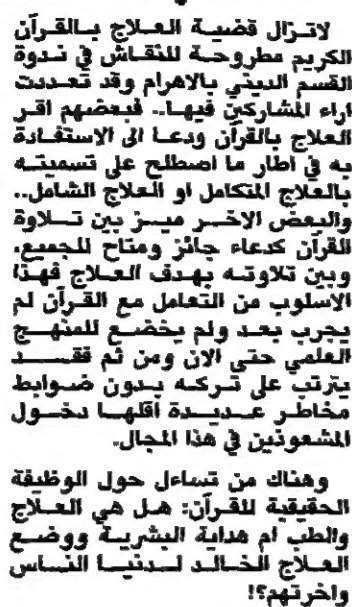 لاتزال قضية العلاج بالقرآن
الكريم مطروحة للنقاش في ندوة
القسم الديني بالاهرام وقد تعددت
اراء المشاركين فيها.. فبعضهم اقر
العلاج بالقرآن ودعا الى الاستفادة
به في اطار ما اصطلح على تسميته
بالعلاج المتكامل او العلاج الشامل..
والبعض الاخر ميز بين تلاوة
القرآن كدعاء جائز ومتاح للجميع.
وبين تلاوته بهدف العلاج فهذا
الاسلوب من التعامل مع القرآن لم
يجرب بعد ولم يخضع للمنهج
العلمي حتى الان ومن ثم فقد
يترتب على تركه بدون ضوابط
مخاطر عديدة اقلها دخول
المشعوذين في هذا المجال.
وهناك من تساءل حول الوظيفة
الحقيقية للقرآن: هل هي العلاج
والطب ام هداية البشرية ووضع
العلاج الخالد لدنيا الناس
واخرتهم؟!